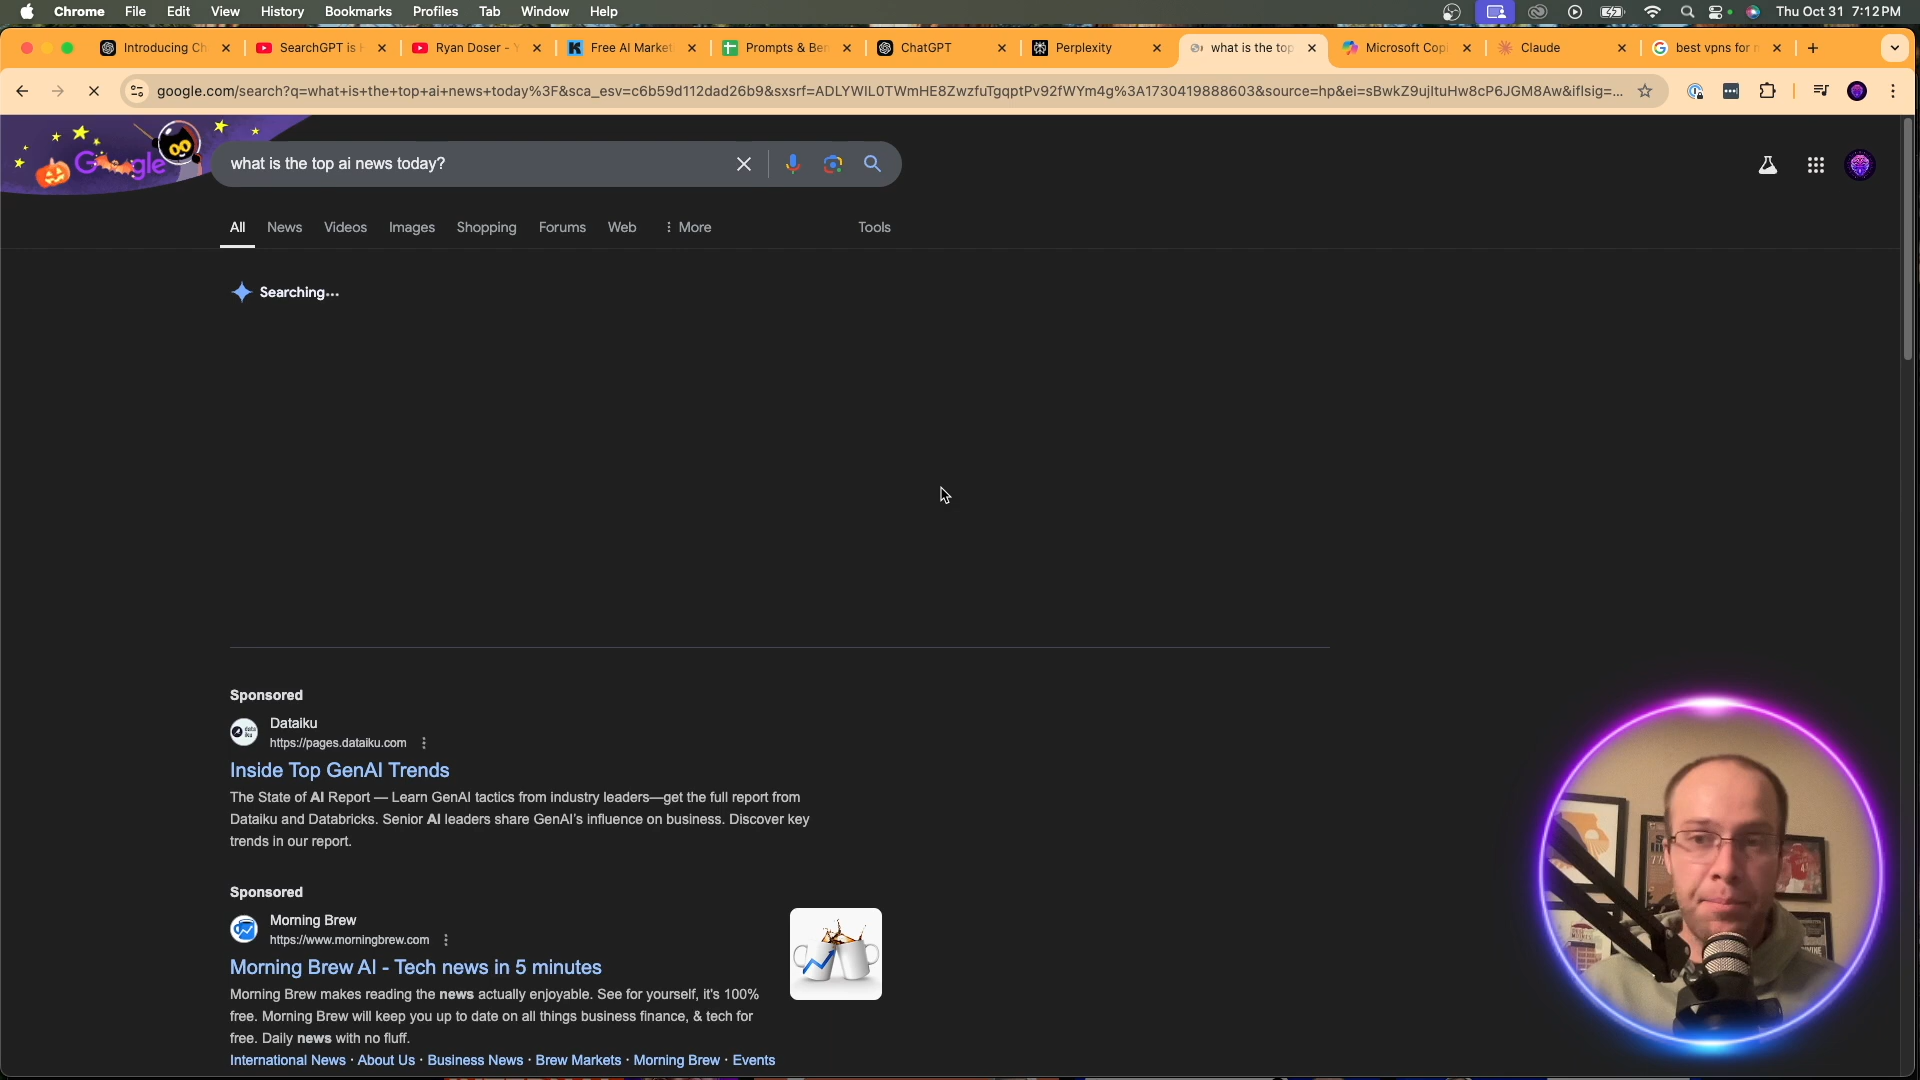 Chrome File Edit View History Bookmarks Profiles Tab Window Help Thu Oct 31 7:12 PM
Introducing Ch SearchGPT is Ryan Doser - Free AI Market Prompts & Ben ChatGPT Perplexity what is the top Microsoft Copi Claude best vpns for
google.com/search?q=what+is+the+top+ai+news+today%3F&sca_esv=c6b59d112dad26b9&sxsrf=ADLYWIL0TWmHE8ZwzfuTgqptPv92fWYm4g%3A1730419888603&source=hp&ei=sBwkZ9ujItuHw8cP6JGM8Aw&iflsig=...
Google
what is the top ai news today?
All News Videos Images Shopping Forums Web More Tools
Searching...
Sponsored
Dataiku
https://pages.dataiku.com
Inside Top GenAI Trends
The State of AI Report — Learn GenAI tactics from industry leaders—get the full report from
Dataiku and Databricks. Senior AI leaders share GenAI's influence on business. Discover key
trends in our report.
Sponsored
Morning Brew
https://www.morningbrew.com
Morning Brew AI - Tech news in 5 minutes
Morning Brew makes reading the news actually enjoyable. See for yourself, it's 100%
free. Morning Brew will keep you up to date on all things business finance, & tech for
free. Daily news with no fluff.
International News · About Us · Business News · Brew Markets · Morning Brew · Events